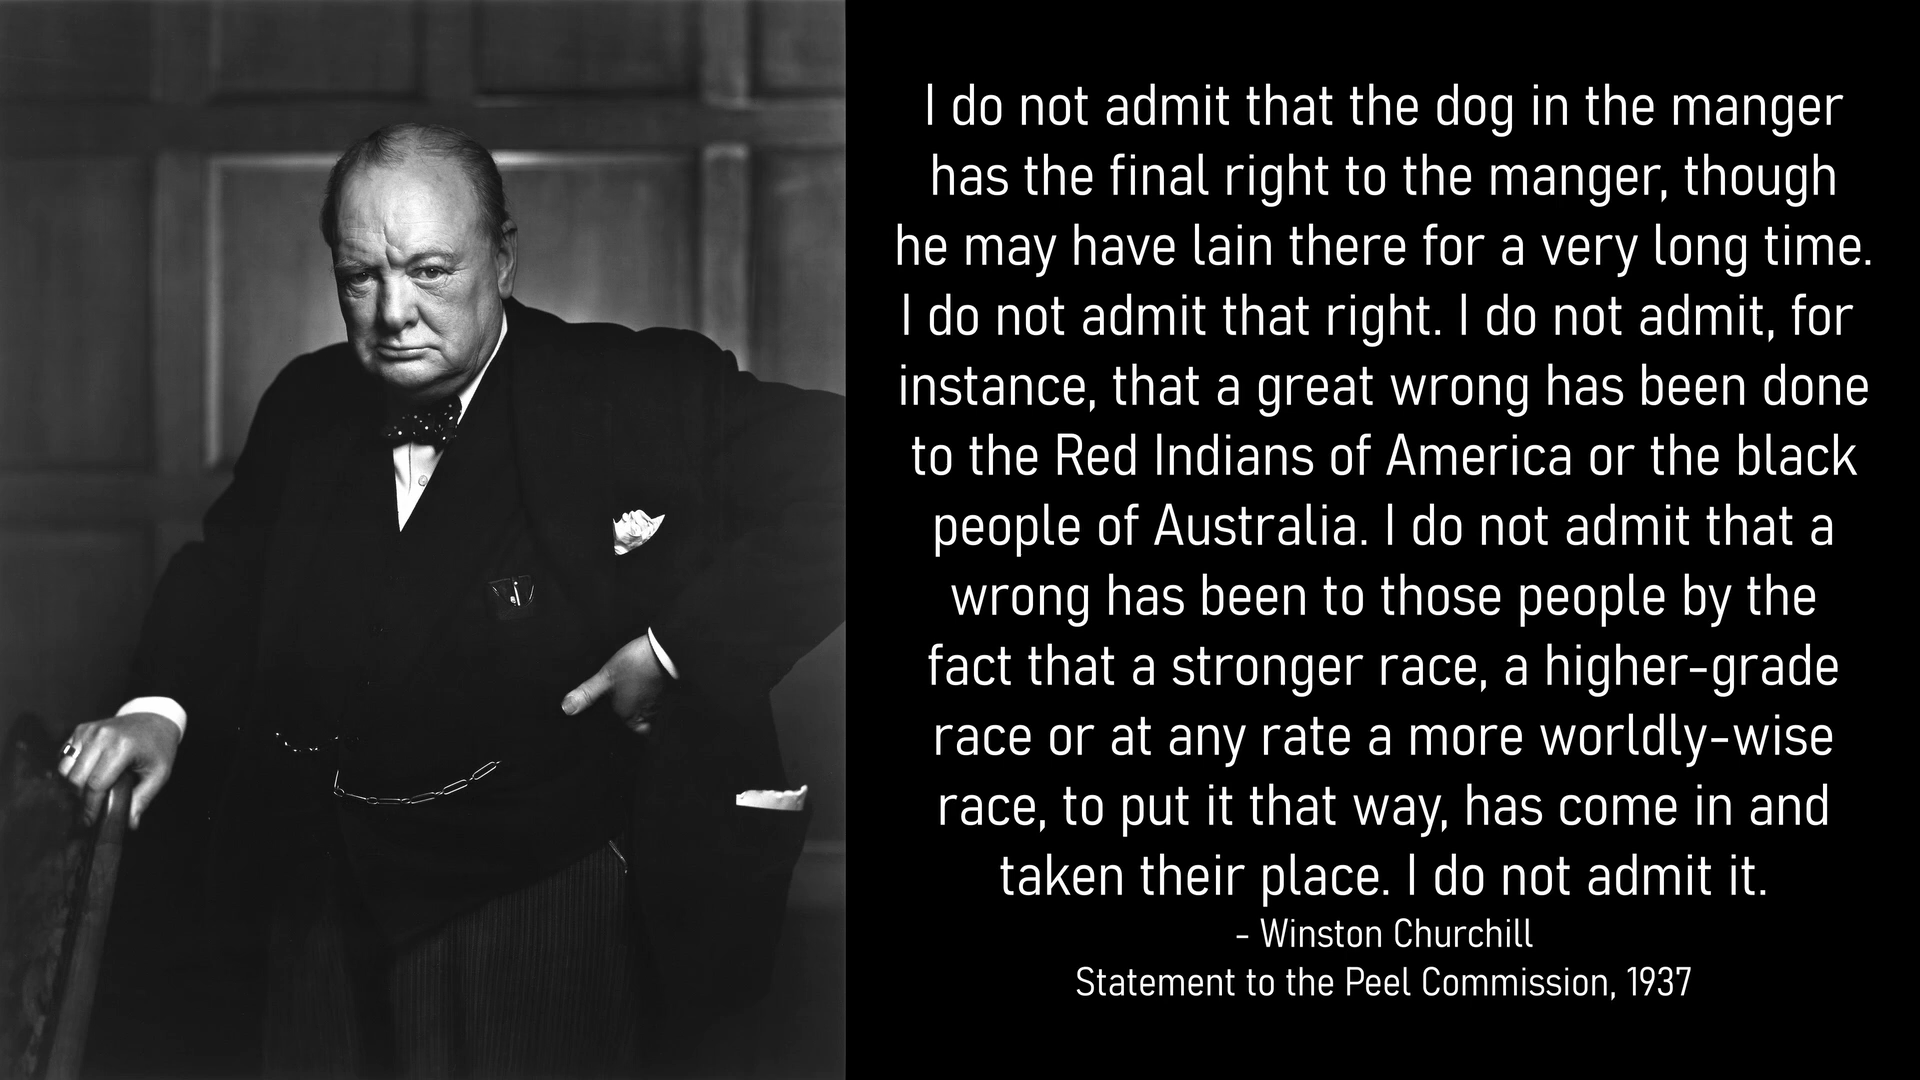 I do not admit that the dog in the manger
has the final right to the manger, though
he may have lain there for a very long time.
I do not admit that right. I do not admit, for
instance, that a great wrong has been done
to the Red Indians of America or the black
people of Australia. I do not admit that a
wrong has been to those people by the
fact that a stronger race, a higher-grade
race or at any rate a more worldly-wise
race, to put it that way, has come in and
taken their place. I do not admit it.
- Winston Churchill
Statement to the Peel Commission, 1937